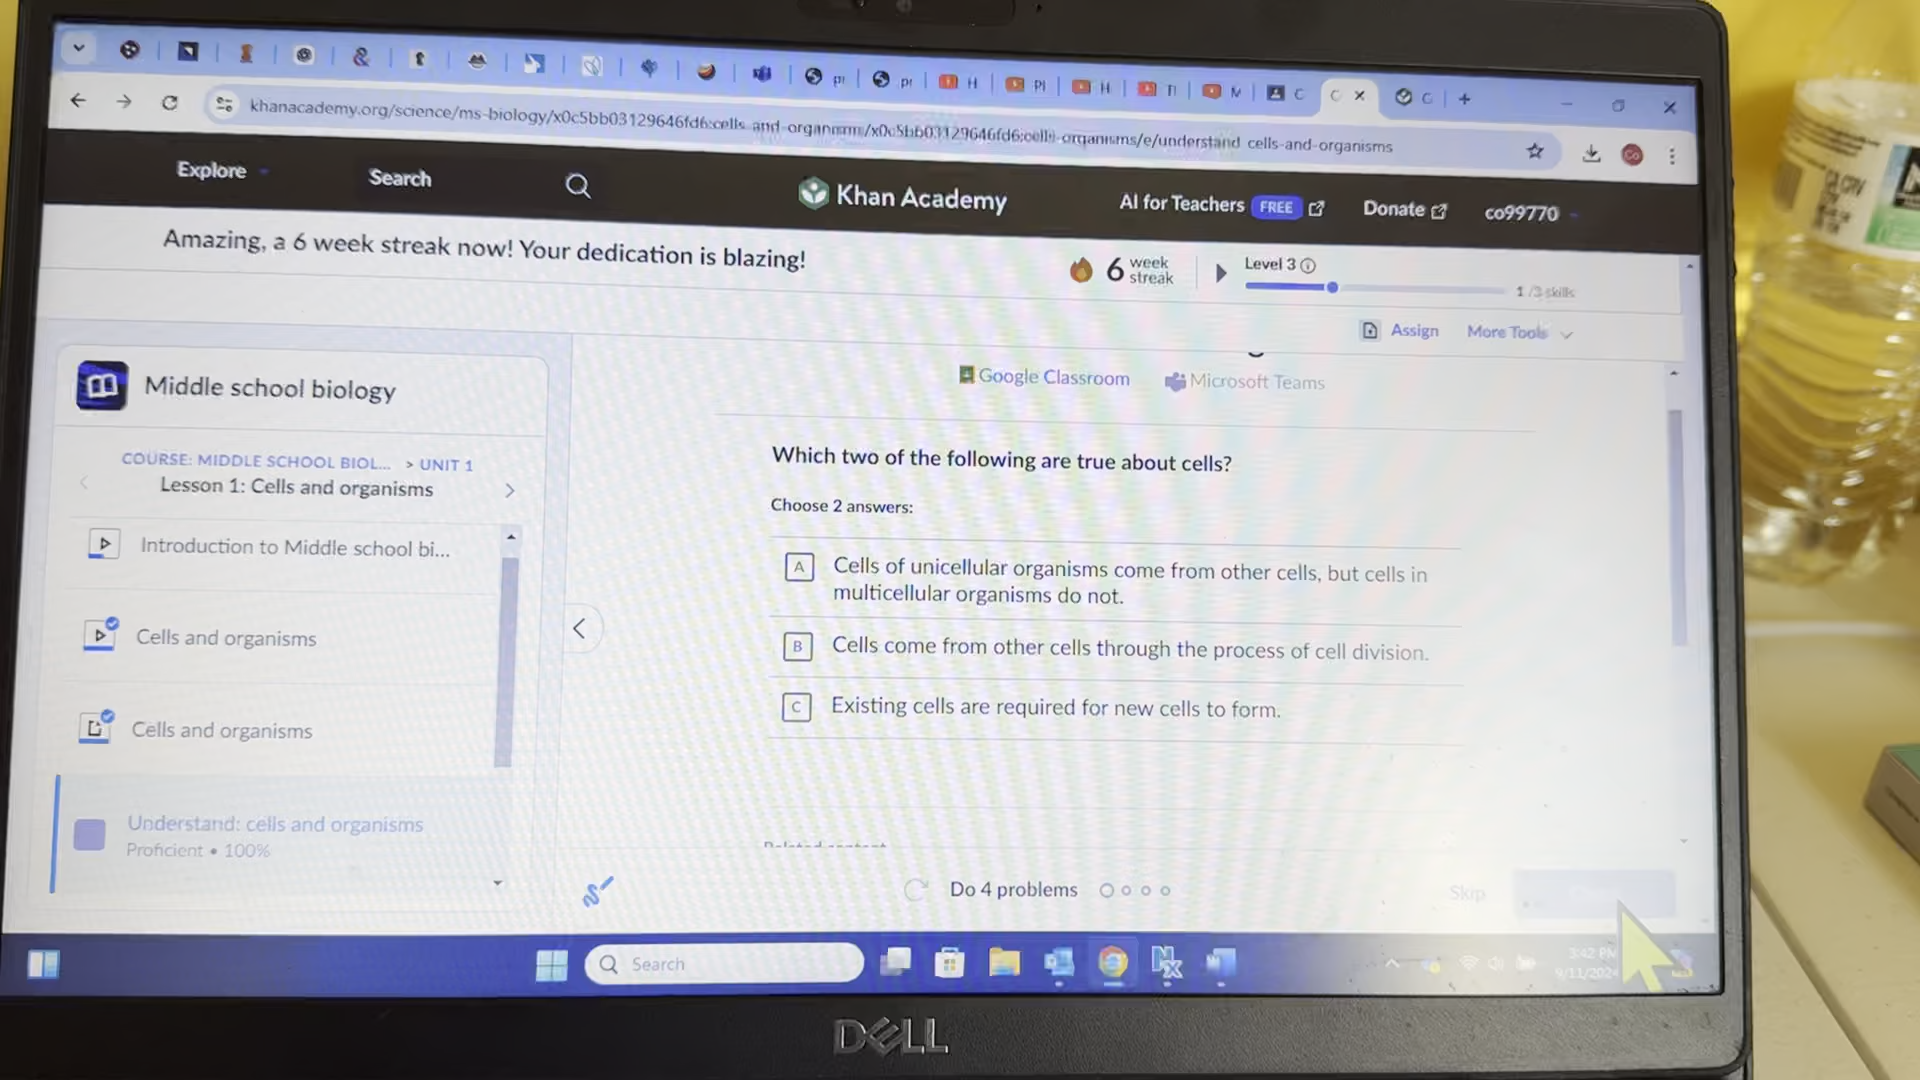 khanacademy.org/science/ms-biology/x0c5bb03129646fd6:cells-and-organisms/x0c5bb03129646fd6:cells-organisms/e/understand-cells-and-organisms
Explore
Search
Khan Academy
AI for Teachers FREE
Donate
co99770
Amazing, a 6 week streak now! Your dedication is blazing!
6 week streak
Level 3
1 /3 skills
Assign
More Tools
Middle school biology
Google Classroom
Microsoft Teams
COURSE: MIDDLE SCHOOL BIOL... > UNIT 1
Lesson 1: Cells and organisms
Introduction to Middle school bi...
Cells and organisms
Cells and organisms
Understand: cells and organisms
Proficient • 100%
Which two of the following are true about cells?
Choose 2 answers:
A Cells of unicellular organisms come from other cells, but cells in
multicellular organisms do not.
B Cells come from other cells through the process of cell division.
C Existing cells are required for new cells to form.
Do 4 problems
Skip
Search
3:42 PM
DELL